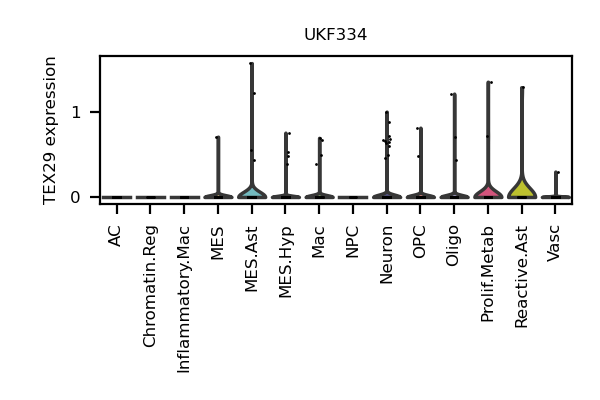 UKF334
TEX29 expression
1
0
AC
Chromatin.Reg
Inflammatory.Mac
MES
MES.Ast
MES.Hyp
Mac
NPC
Neuron
OPC
Oligo
Prolif.Metab
Reactive.Ast
Vasc